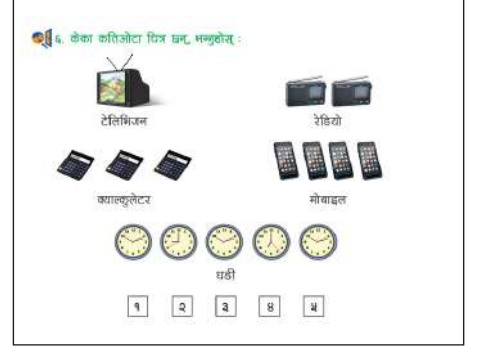 ६. केका कतिओटा चित्र छन्, भन्नुहोस् :
टेलिभिजन
रेडियो
क्याल्कुलेटर
मोबाइल
घडी
१ २ ३ ४ ५